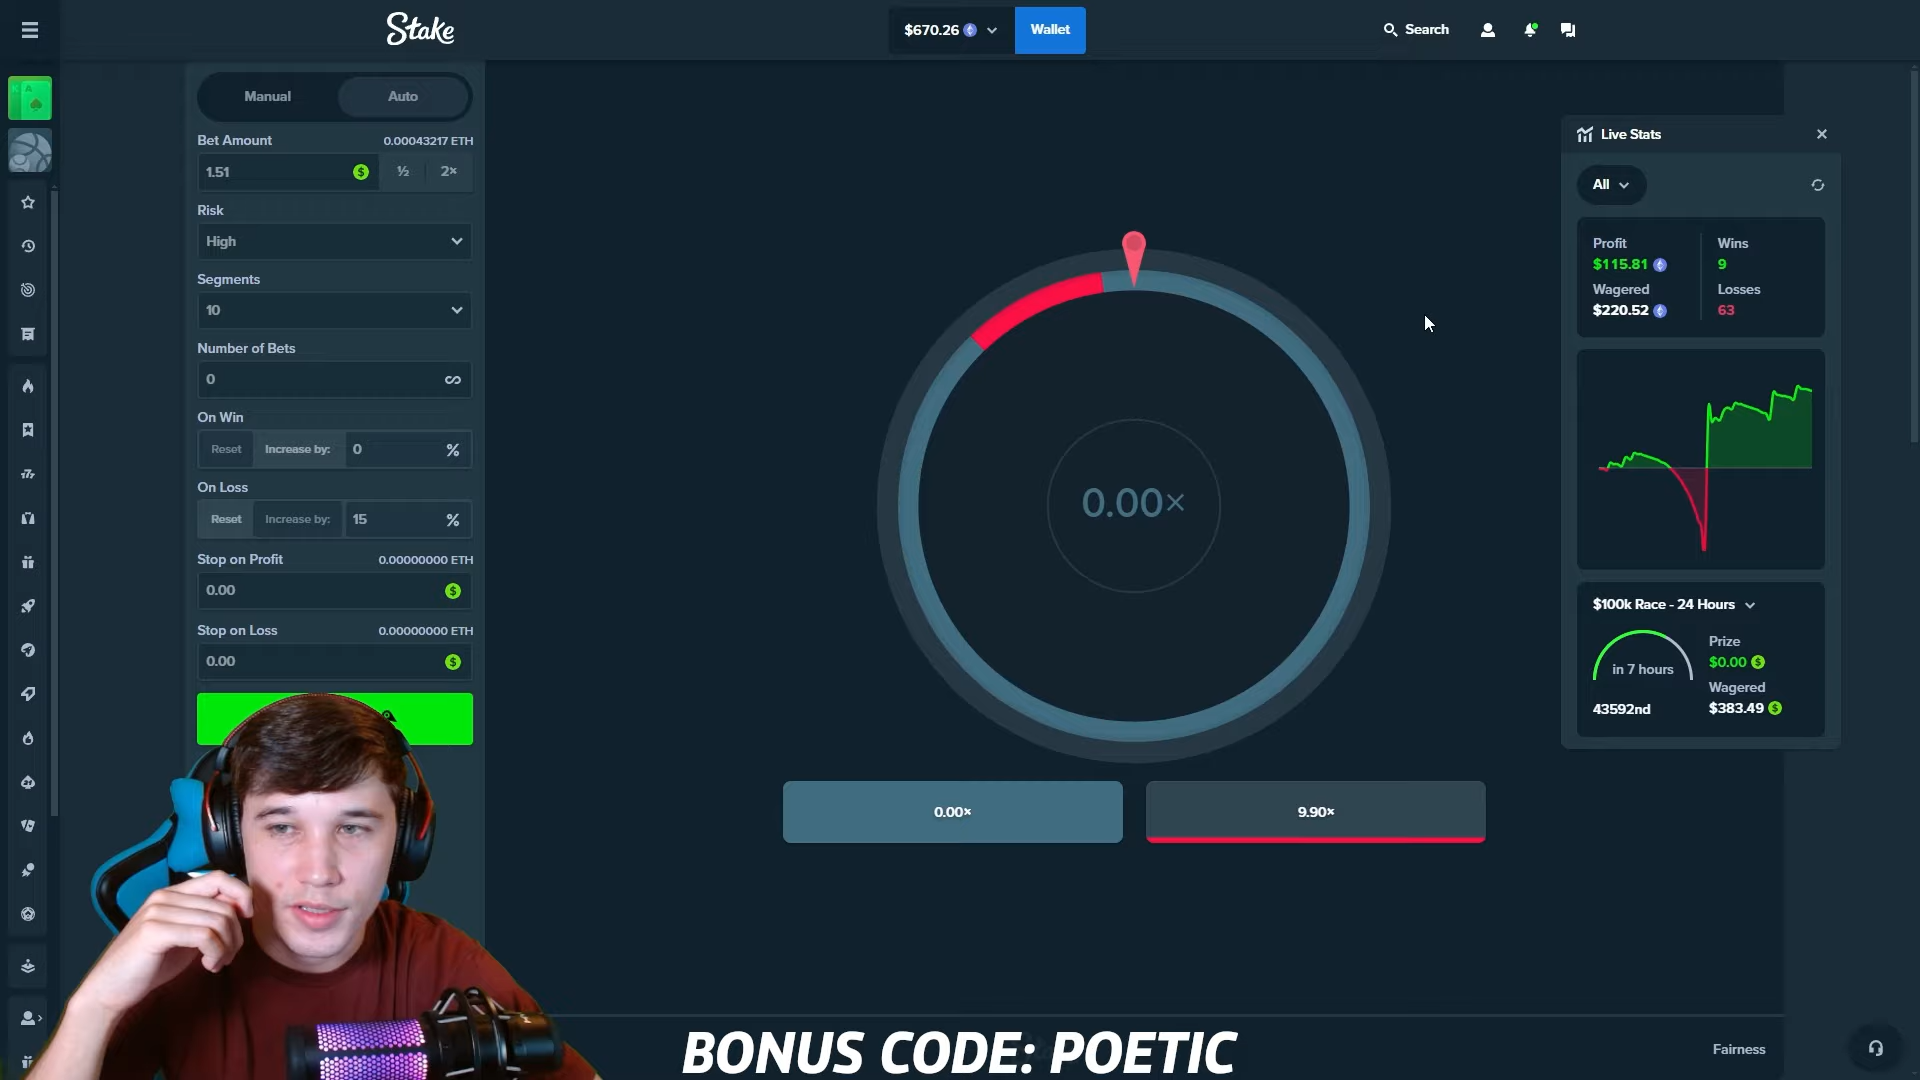 Stake
$670.26
Wallet
Search
Manual
Auto
Bet Amount
0.00043217 ETH
1.51
½
2×
Risk
High
Segments
10
Number of Bets
0
On Win
Reset
Increase by:
0
%
On Loss
Reset
Increase by:
15
%
Stop on Profit
0.00000000 ETH
0.00
Stop on Loss
0.00000000 ETH
0.00
0.00×
0.00×
9.90×
Live Stats
All
Profit
Wins
$115.81
9
Wagered
Losses
$220.52
63
$100k Race - 24 Hours
in 7 hours
Prize
$0.00
Wagered
43592nd
$383.49
BONUS CODE: POETIC
Fairness